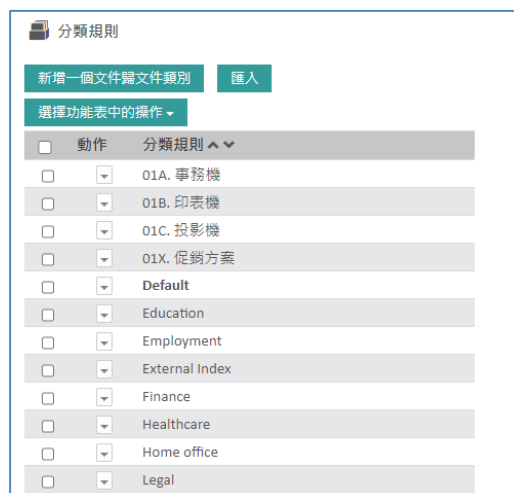 分類規則
新增一個文件歸文件類別 匯入
選擇功能表中的操作
動作 分類規則
01A. 事務機
01B. 印表機
01C. 投影機
01X. 促銷方案
Default
Education
Employment
External Index
Finance
Healthcare
Home office
Legal